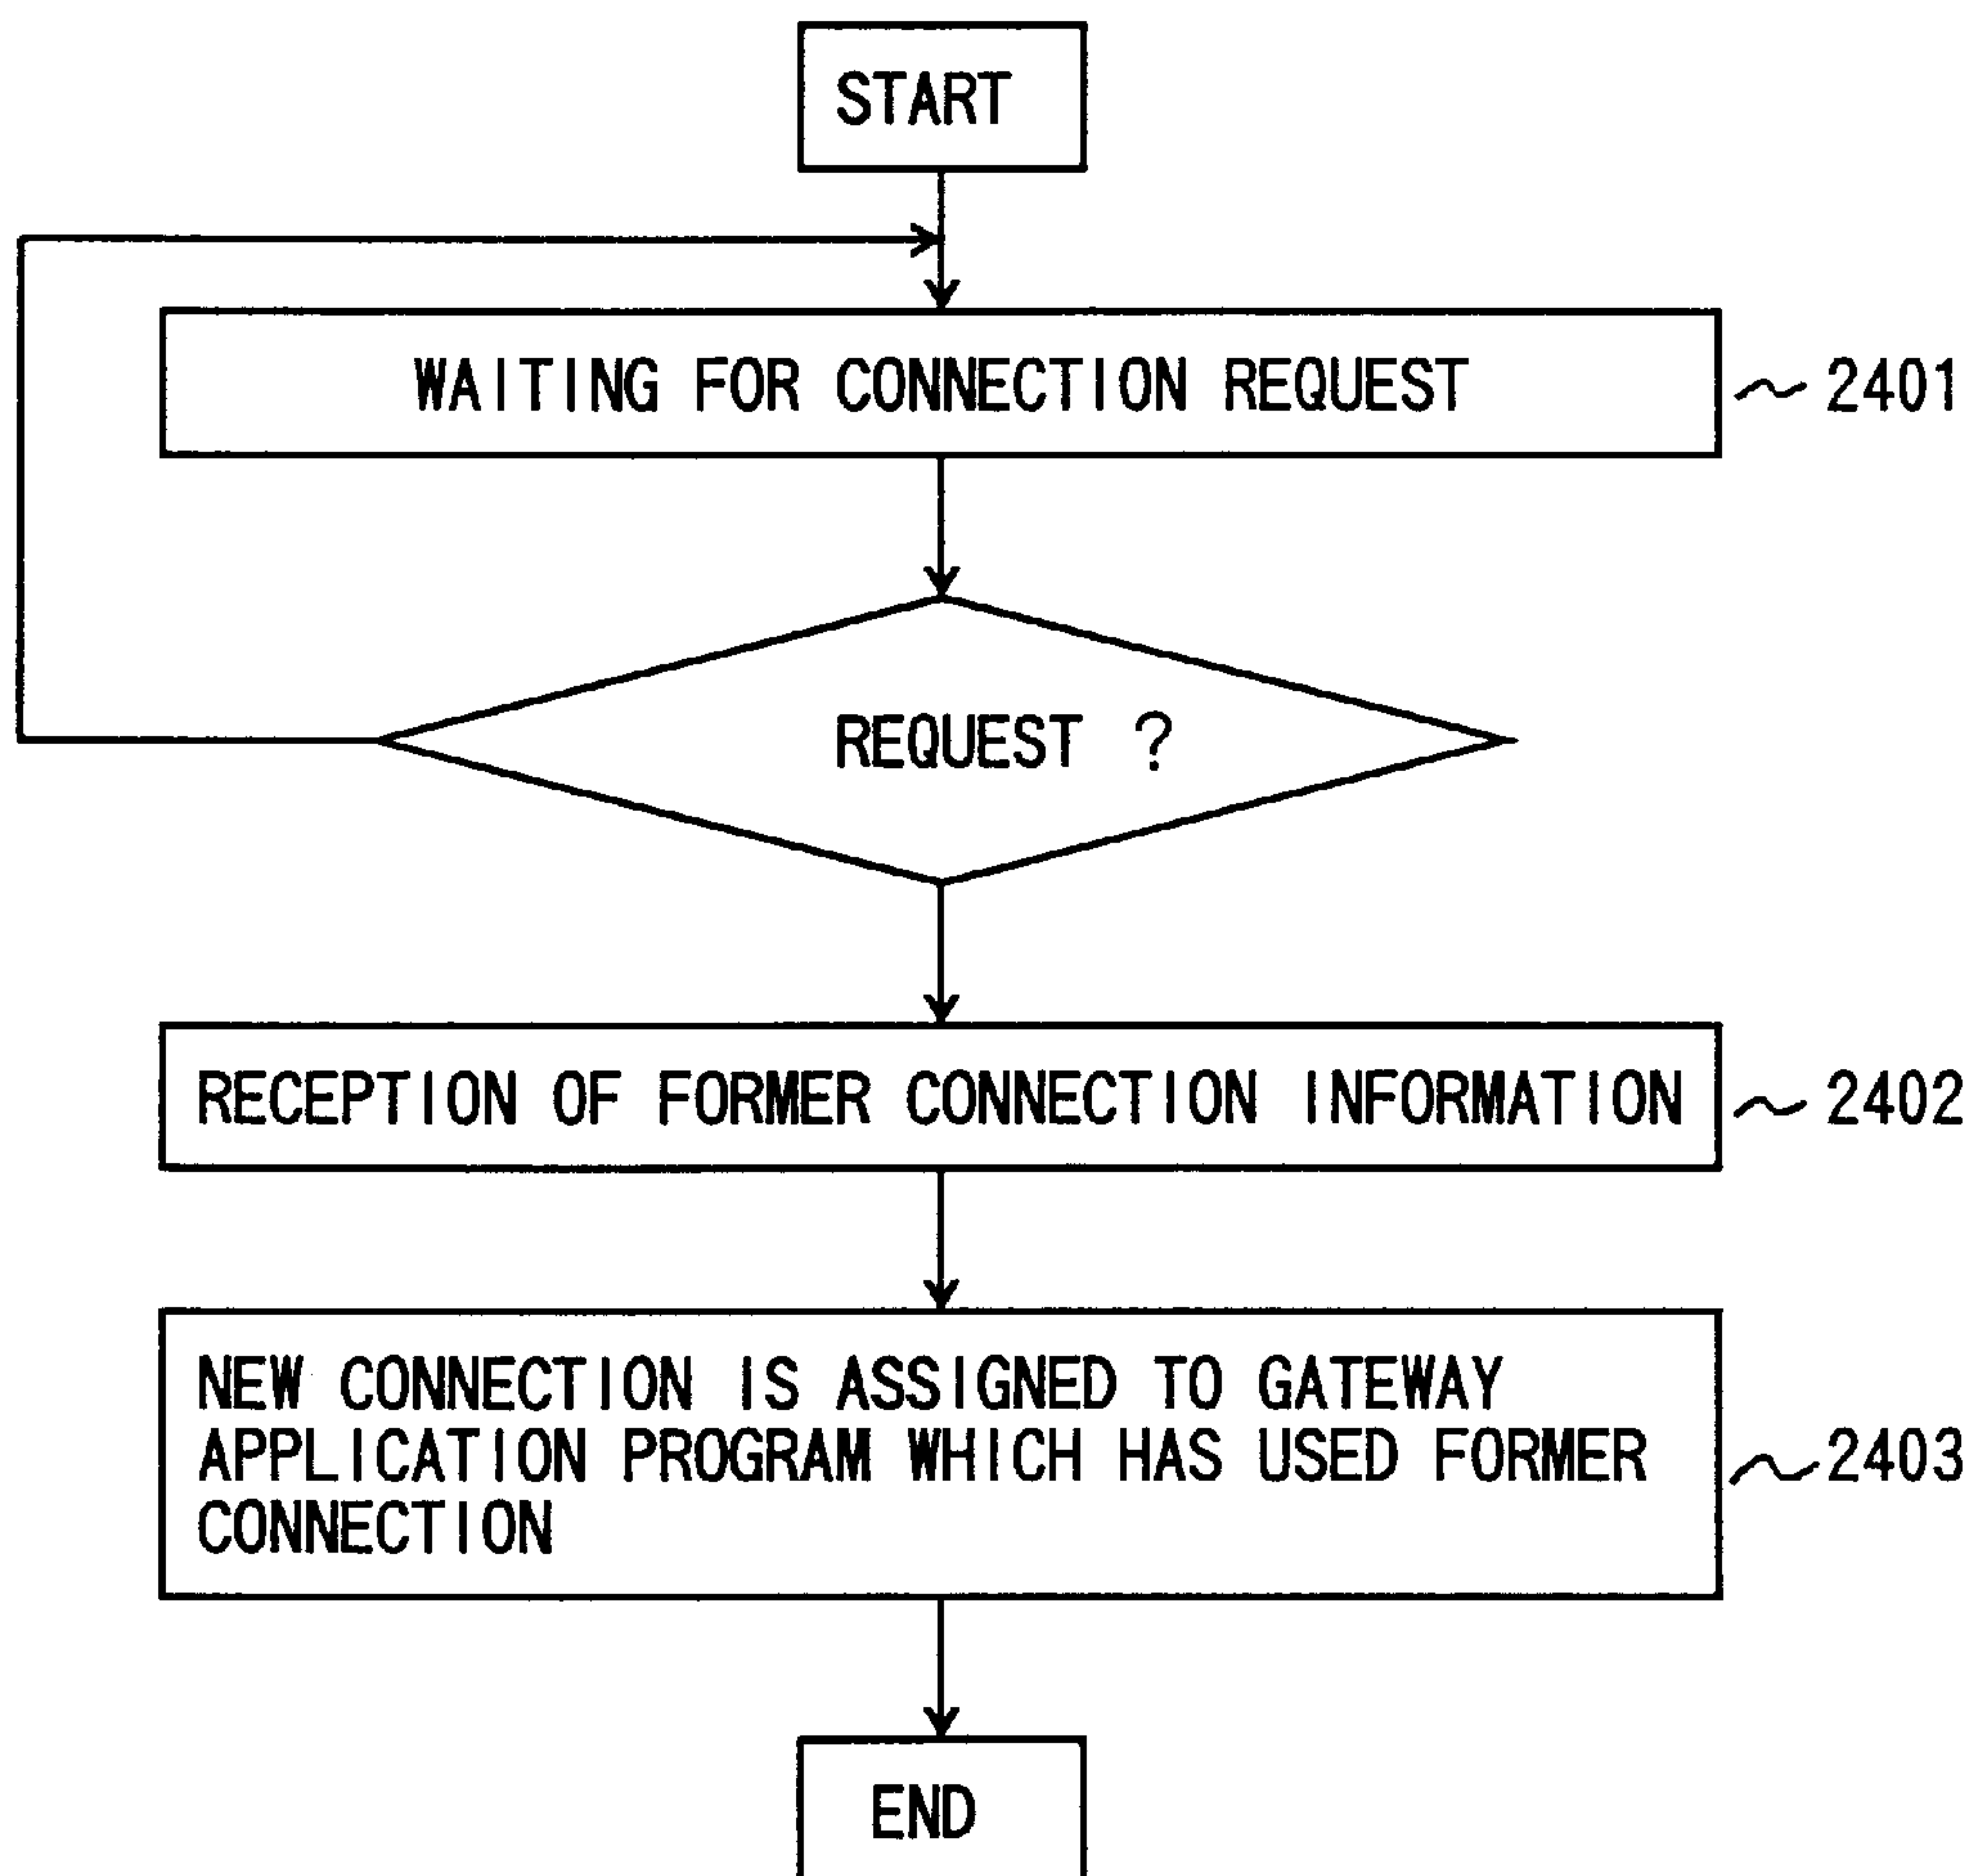 START
WAITING FOR CONNECTION REQUEST
2401
REQUEST ?
RECEPTION OF FORMER CONNECTION INFORMATION
2402
NEW CONNECTION IS ASSIGNED TO GATEWAY
APPLICATION PROGRAM WHICH HAS USED FORMER
CONNECTION
2403
END